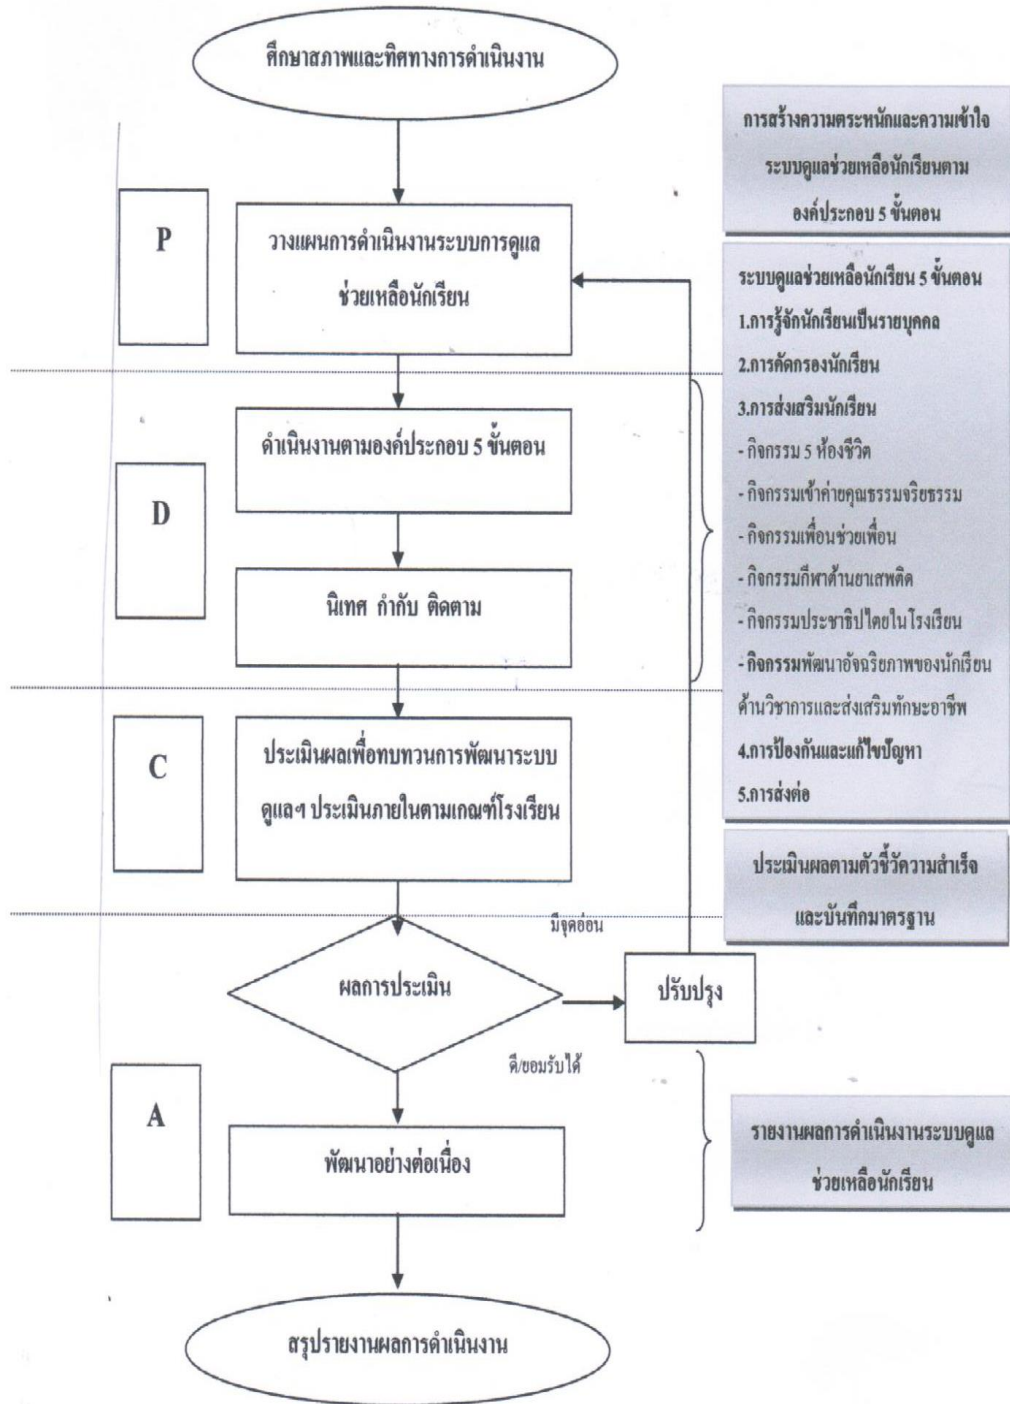 ศึกษาสภาพและทิศทางการดำเนินงาน
การสร้างความตระหนักและความเข้าใจ
ระบบดูแลช่วยเหลือนักเรียนตาม
องค์ประกอบ 5 ขั้นตอน
P
วางแผนการดำเนินงานระบบการดูแล
ช่วยเหลือนักเรียน
ระบบดูแลช่วยเหลือนักเรียน 5 ขั้นตอน
1.การรู้จักนักเรียนเป็นรายบุคคล
2.การคัดกรองนักเรียน
3.การส่งเสริมนักเรียน
- กิจกรรม 5 ห้องชีวิต
- กิจกรรมเข้าค่ายคุณธรรมจริยธรรม
- กิจกรรมเพื่อนช่วยเพื่อน
- กิจกรรมกีฬาต้านยาเสพติด
- กิจกรรมประชาธิปไตยในโรงเรียน
- กิจกรรมพัฒนาอัจฉริยภาพของนักเรียน
ด้านวิชาการและส่งเสริมทักษะอาชีพ
4.การป้องกันและแก้ไขปัญหา
5.การส่งต่อ
D
ดำเนินงานตามองค์ประกอบ 5 ขั้นตอน
นิเทศ กำกับ ติดตาม
C
ประเมินผลเพื่อทบทวนการพัฒนาระบบ
ดูแลฯ ประเมินภายในตามเกณฑ์โรงเรียน
ประเมินผลตามตัวชี้วัความสำเร็จ
และบันทึกมาตรฐาน
มีจุดอ่อน
ผลการประเมิน
ปรับปรุง
ดี/ยอมรับได้
A
พัฒนาอย่างต่อเนื่อง
รายงานผลการดำเนินงานระบบดูแล
ช่วยเหลือนักเรียน
สรุปรายงานผลการดำเนินงาน